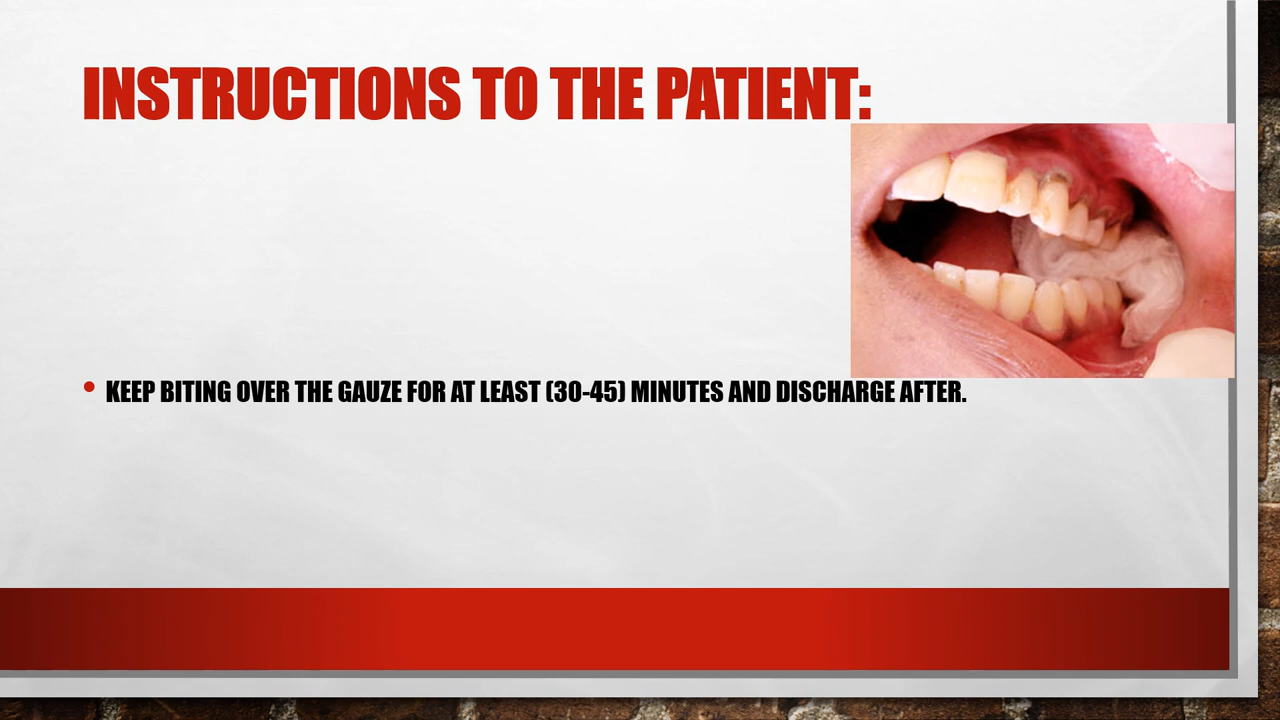 INSTRUCTIONS TO THE PATIENT:
• KEEP BITING OVER THE GAUZE FOR AT LEAST (30-45) MINUTES AND DISCHARGE AFTER.